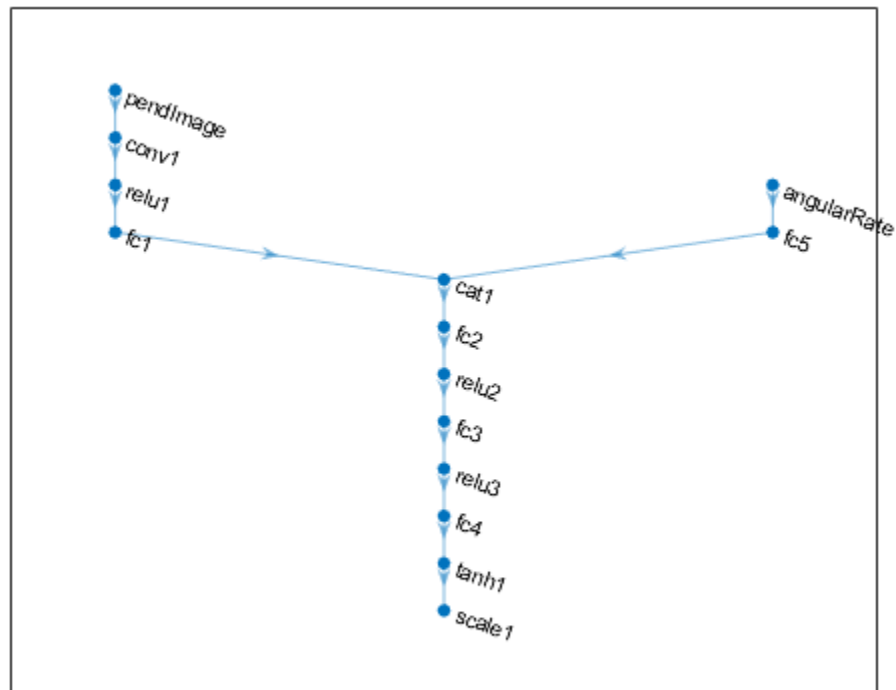 pendImage
conv1
relu1
fc1
angularRate
fc5
cat1
fc2
relu2
fc3
relu3
fc4
tanh1
scale1